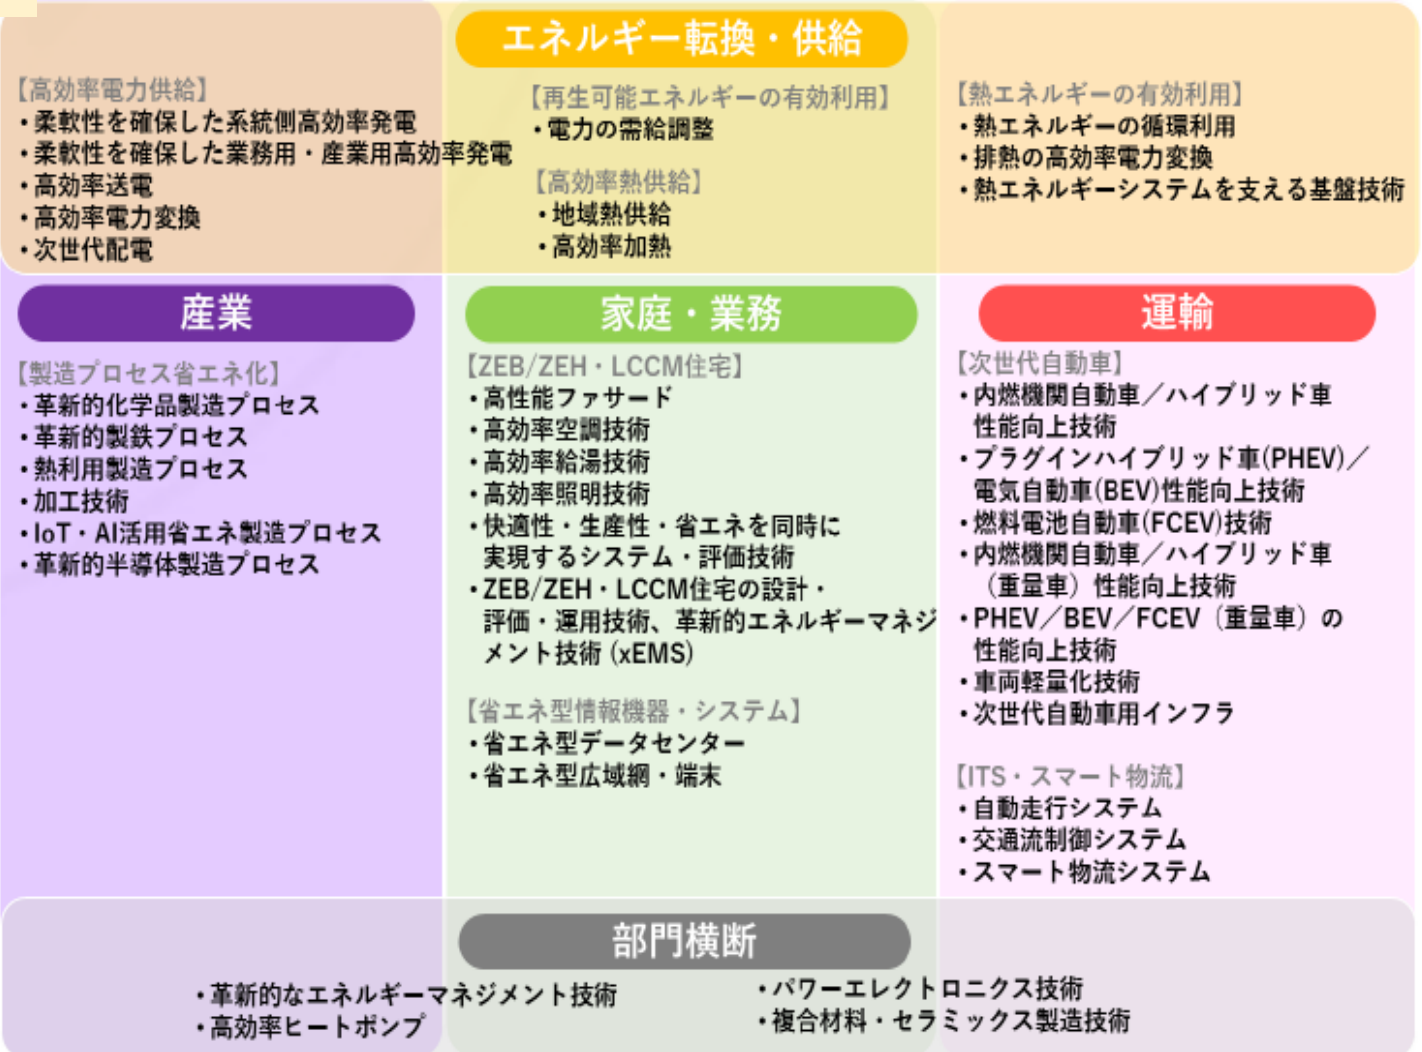 エネルギー転換・供給
【高効率電力供給】
・柔軟性を確保した系統側高効率発電
・柔軟性を確保した業務用・産業用高効率発電
・高効率送電
・高効率電力変換
・次世代配電
【再生可能エネルギーの有効利用】
・電力の需給調整
【高効率熱供給】
・地域熱供給
・高効率加熱
【熱エネルギーの有効利用】
・熱エネルギーの循環利用
・排熱の高効率電力変換
・熱エネルギーシステムを支える基盤技術
産業
【製造プロセス省エネ化】
・革新的化学品製造プロセス
・革新的製鉄プロセス
・熱利用製造プロセス
・加工技術
・IoT・AI活用省エネ製造プロセス
・革新的半導体製造プロセス
家庭・業務
【ZEB/ZEH・LCCM住宅】
・高性能ファサード
・高効率空調技術
・高効率給湯技術
・高効率照明技術
・快適性・生産性・省エネを同時に
実現するシステム・評価技術
・ZEB/ZEH・LCCM住宅の設計・
評価・運用技術、革新的エネルギーマネジ
メント技術 (xEMS)
【省エネ型情報機器・システム】
・省エネ型データセンター
・省エネ型広域網・端末
運輸
【次世代自動車】
・内燃機関自動車／ハイブリッド車
性能向上技術
・プラグインハイブリッド車(PHEV)／
電気自動車(BEV)性能向上技術
・燃料電池自動車(FCEV)技術
・内燃機関自動車／ハイブリッド車
（重量車）性能向上技術
・PHEV／BEV／FCEV（重量車）の
性能向上技術
・車両軽量化技術
・次世代自動車用インフラ
【ITS・スマート物流】
・自動走行システム
・交通流制御システム
・スマート物流システム
部門横断
・革新的なエネルギーマネジメント技術
・高効率ヒートポンプ
・パワーエレクトロニクス技術
・複合材料・セラミックス製造技術